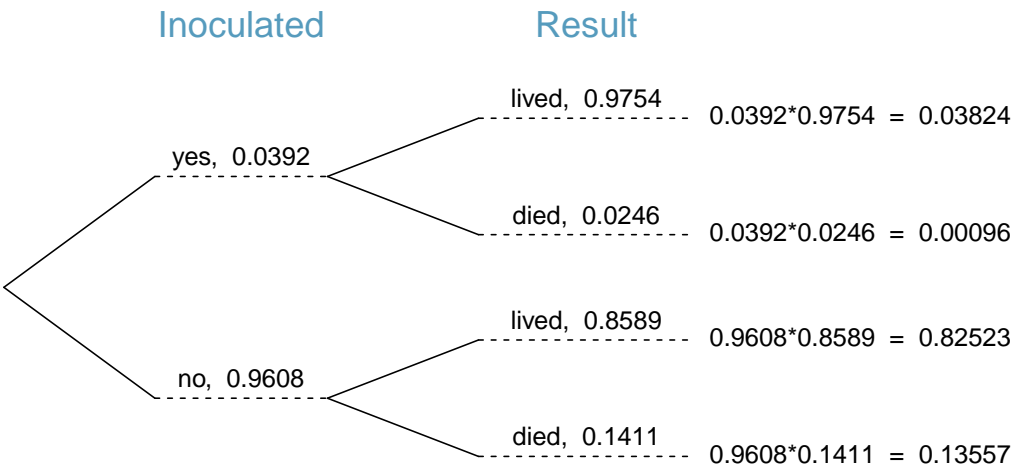 Inoculated Result
lived, 0.9754
0.0392*0.9754 = 0.03824
yes, 0.0392
died, 0.0246
0.0392*0.0246 = 0.00096
lived, 0.8589
0.9608*0.8589 = 0.82523
no, 0.9608
died, 0.1411
0.9608*0.1411 = 0.13557